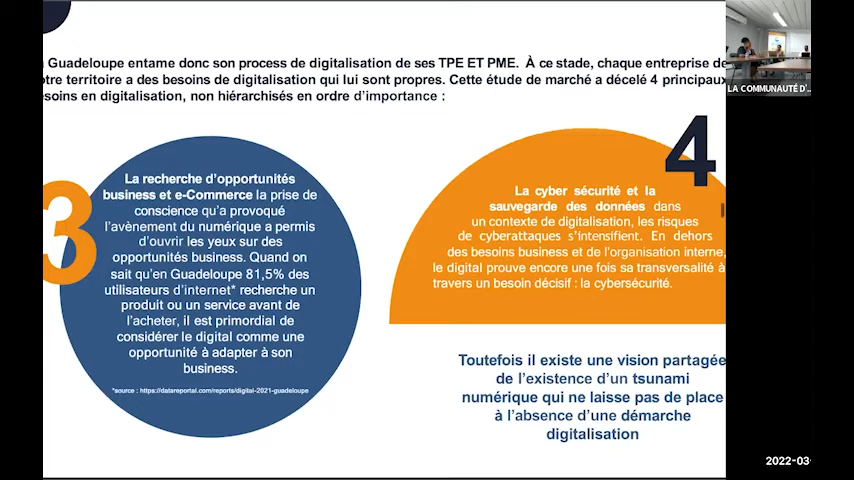 Guadeloupe entame donc son process de digitalisation de ses TPE ET PME. À ce stade, chaque entreprise de
otre territoire a des besoins de digitalisation qui lui sont propres. Cette étude de marché a décelé 4 principaux
esoins en digitalisation, non hiérarchisés en ordre d'importance :
3
La recherche d'opportunités
business et e-Commerce la prise de
conscience qu'a provoqué
l'avènement du numérique a permis
d'ouvrir les yeux sur des
opportunités business. Quand on
sait qu'en Guadeloupe 81,5% des
utilisateurs d'internet* recherche un
produit ou un service avant de
l'acheter, il est primordial de
considérer le digital comme une
opportunité à adapter à son
business.
*source : https://datareportal.com/reports/digital-2021-guadeloupe
4
La cyber sécurité et la
sauvegarde des données dans
un contexte de digitalisation, les risques
de cyberattaques s'intensifient. En dehors
des besoins business et de l'organisation interne,
le digital prouve encore une fois sa transversalité à
travers un besoin décisif : la cybersécurité.
Toutefois il existe une vision partagée
de l'existence d'un tsunami
numérique qui ne laisse pas de place
à l'absence d'une démarche
digitalisation
LA COMMUNAUTÉ D'...
2022-03